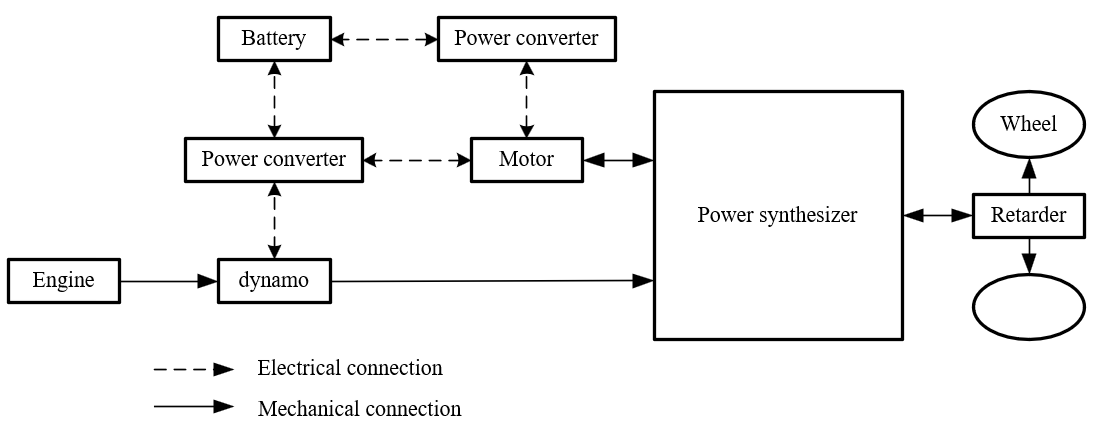 Battery
Power converter
Power converter
Motor
Wheel
Power synthesizer
Retarder
Engine
dynamo
Electrical connection
Mechanical connection